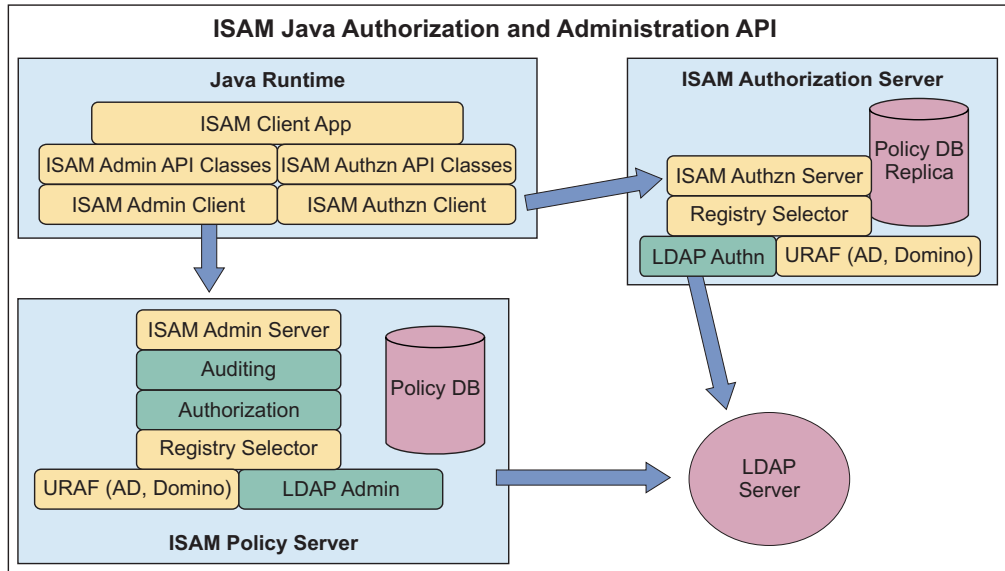 ISAM Java Authorization and Administration API
Java Runtime
ISAM Client App
ISAM Admin API Classes
ISAM Authzn API Classes
ISAM Admin Client
ISAM Authzn Client
ISAM Authorization Server
Policy DB
Replica
ISAM Authzn Server
Registry Selector
LDAP Authn
URAF (AD, Domino)
ISAM Admin Server
Auditing
Authorization
Registry Selector
URAF (AD, Domino)
LDAP Admin
Policy DB
ISAM Policy Server
LDAP
Server